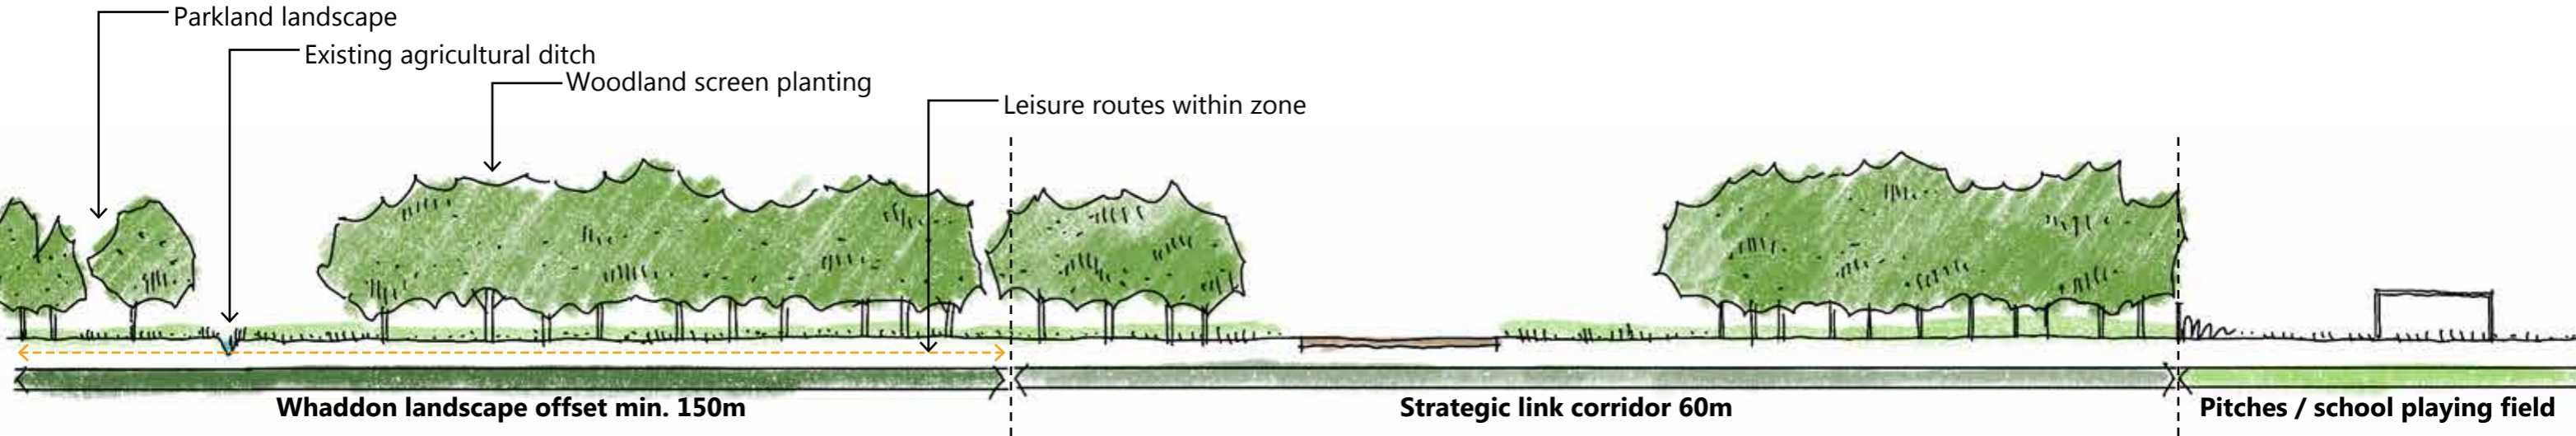 Parkland landscape
Existing agricultural ditch
Woodland screen planting
Leisure routes within zone
Whaddon landscape offset min. 150m
Strategic link corridor 60m
Pitches / school playing field